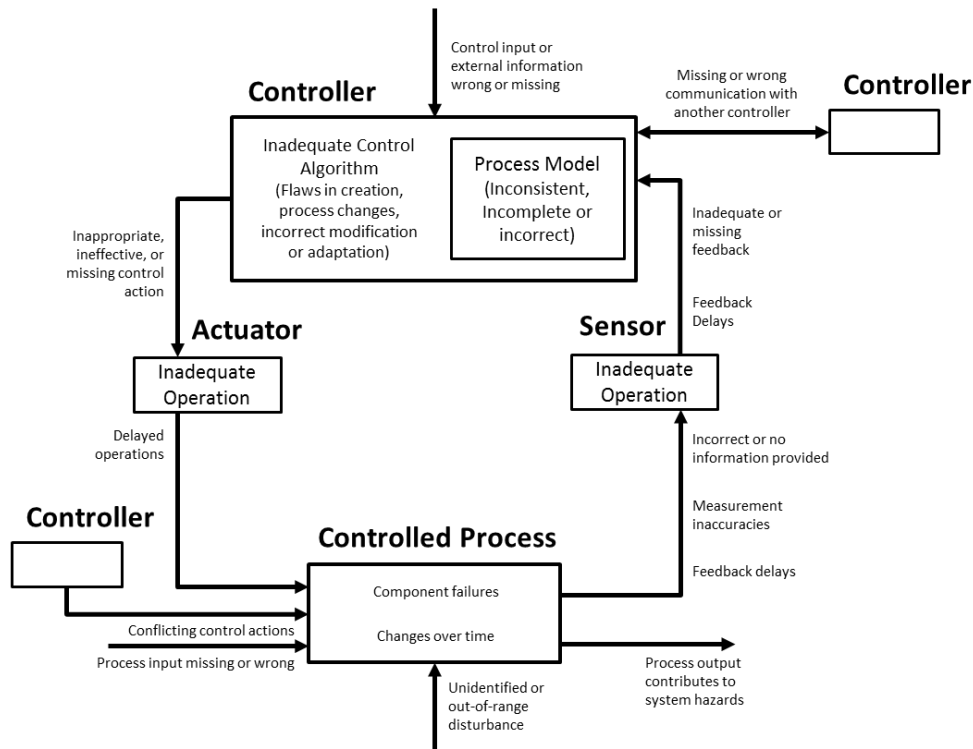 Control input or
external information
wrong or missing
Controller
Missing or wrong
communication with
another controller
Controller
Inadequate Control
Algorithm
(Flaws in creation,
process changes,
incorrect modification
or adaptation)
Process Model
(Inconsistent,
Incomplete or
incorrect)
Inappropriate,
ineffective, or
missing control
action
Inadequate or
missing
feedback
Feedback
Delays
Actuator
Inadequate
Operation
Sensor
Inadequate
Operation
Delayed
operations
Incorrect or no
information provided
Measurement
inaccuracies
Feedback delays
Controller
Controlled Process
Component failures
Changes over time
Conflicting control actions
Process input missing or wrong
Unidentified or
out-of-range
disturbance
Process output
contributes to
system hazards